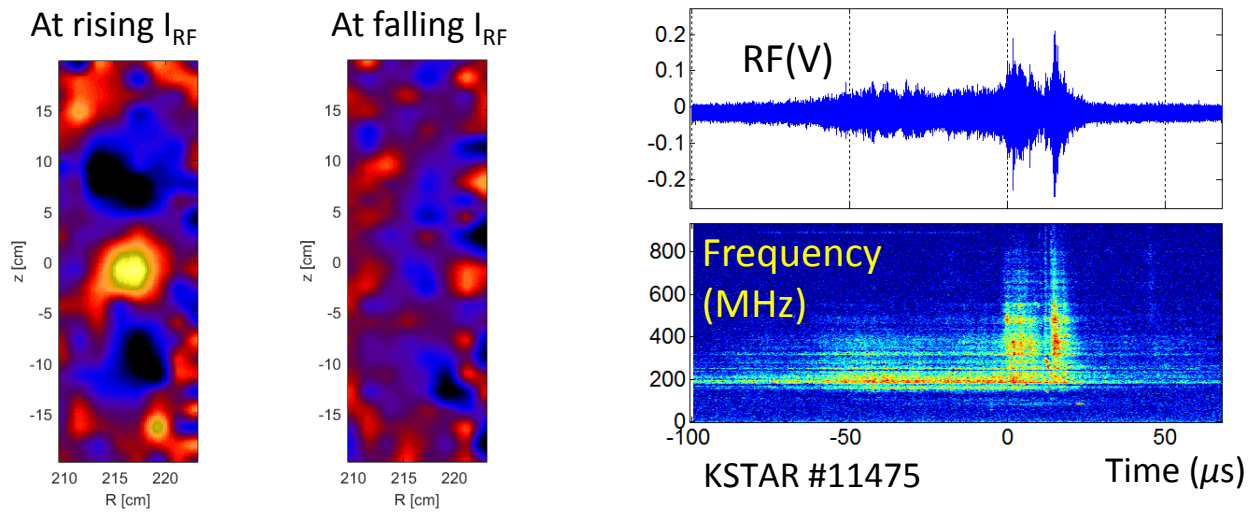 At rising I_RF
15
10
5
0
-5
-10
-15
z [cm]
210 215 220
R [cm]
At falling I_RF
15
10
5
0
-5
-10
-15
z [cm]
210 215 220
R [cm]
RF(V)
0.2
0.1
0
-0.1
-0.2
Frequency
(MHz)
800
600
400
200
0
-100 -50 0 50
KSTAR #11475
Time (μs)